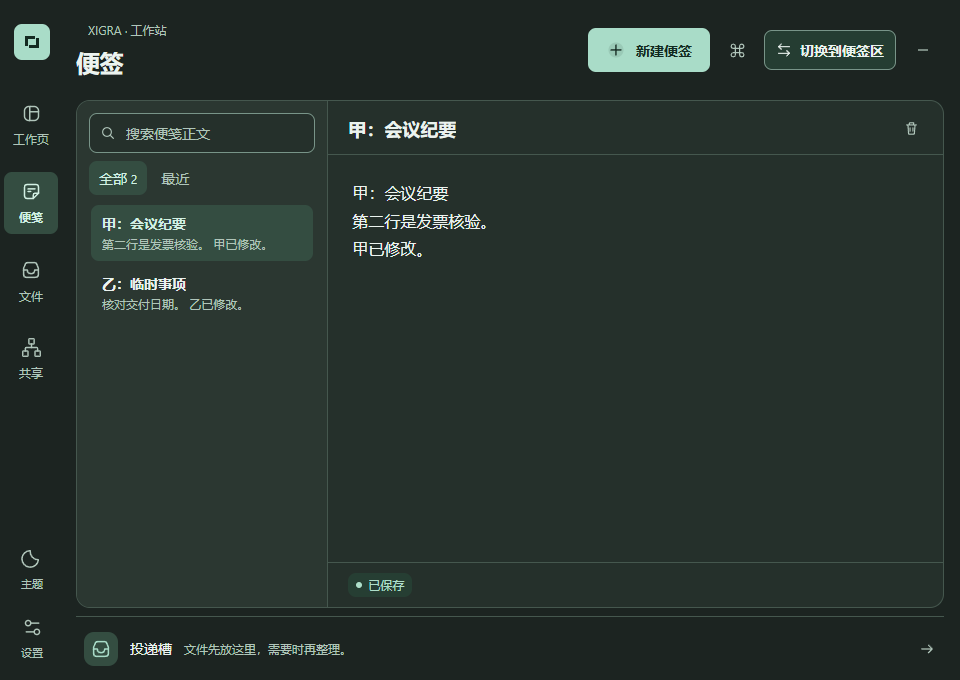 XIGRA · 工作站
便签
新建便签
切换到便签区
工作页
便笺
文件
共享
主题
设置
搜索便笺正文
全部 2
最近
甲：会议纪要
第二行是发票核验。 甲已修改。
乙：临时事项
核对交付日期。 乙已修改。
甲：会议纪要
甲：会议纪要
第二行是发票核验。
甲已修改。
已保存
投递槽 文件先放这里，需要时再整理。